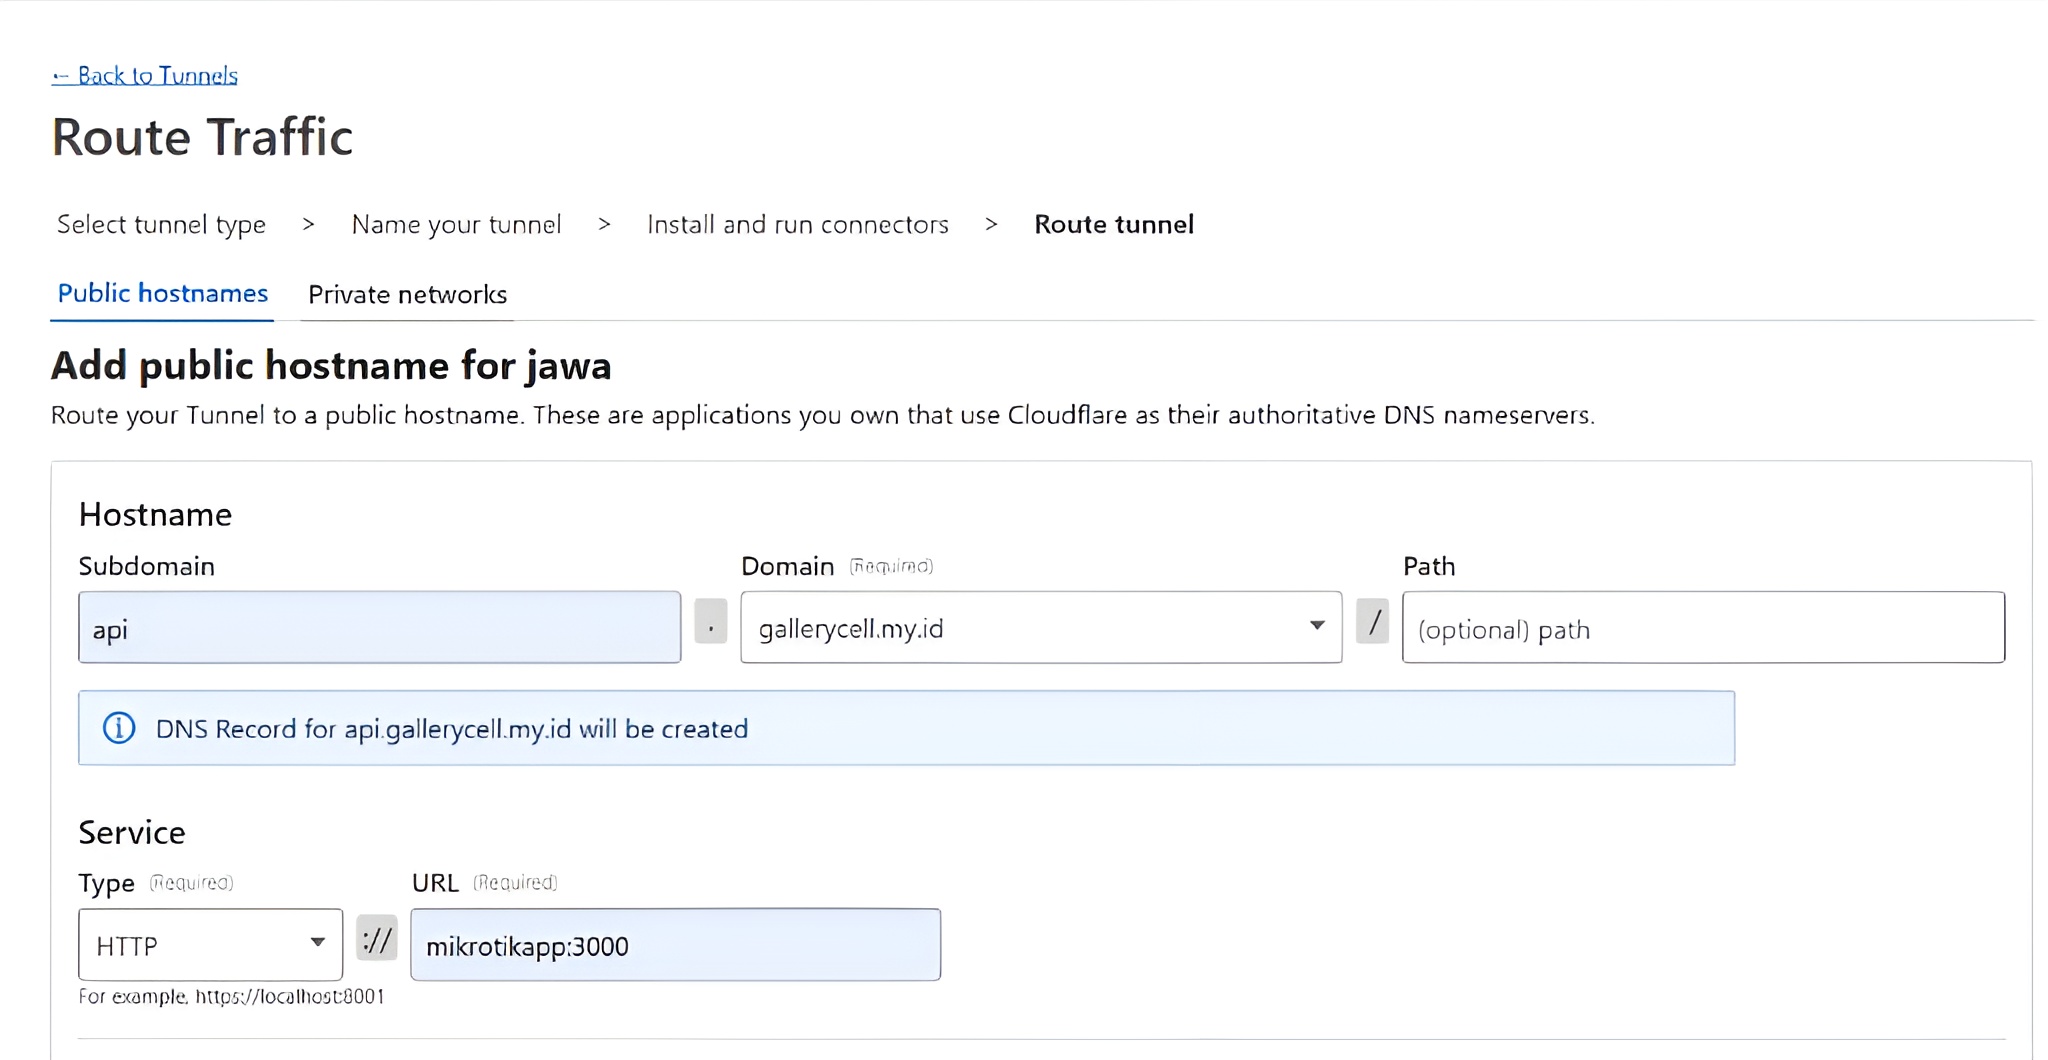 ← Back to Tunnels
Route Traffic
Select tunnel type > Name your tunnel > Install and run connectors > Route tunnel
Public hostnames Private networks
Add public hostname for jawa
Route your Tunnel to a public hostname. These are applications you own that use Cloudflare as their authoritative DNS nameservers.
Hostname
Subdomain Domain (Required) Path
api . gallerycell.my.id / (optional) path
DNS Record for api.gallerycell.my.id will be created
Service
Type (Required) URL (Required)
HTTP :// mikrotikapp:3000
For example, https://localhost:8001